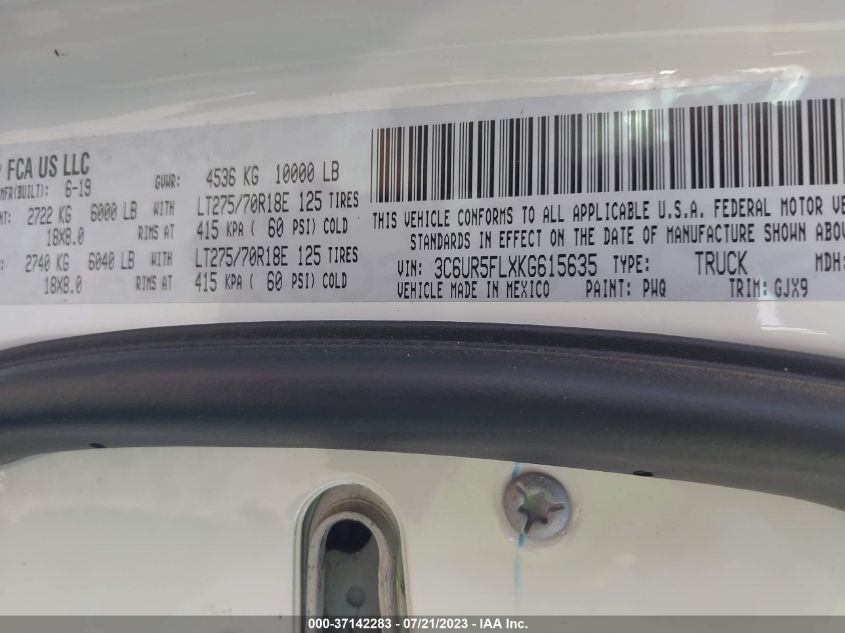 FCA US LLC
MFR(BUILT): 6-19 GVWR: 4536 KG 10000 LB
2722 KG 6000 LB WITH LT275/70R18E 125 TIRES
18X8.0 RIMS AT 415 KPA ( 60 PSI) COLD
2740 KG 6040 LB WITH LT275/70R18E 125 TIRES
18X8.0 RIMS AT 415 KPA ( 60 PSI) COLD
THIS VEHICLE CONFORMS TO ALL APPLICABLE U.S.A. FEDERAL MOTOR VE
STANDARDS IN EFFECT ON THE DATE OF MANUFACTURE SHOWN ABOV
VIN: 3C6UR5FLXKG615635 TYPE: TRUCK MDH:
VEHICLE MADE IN MEXICO PAINT: PWQ TRIM: GJX9
000-37142283 - 07/21/2023 - IAA Inc.